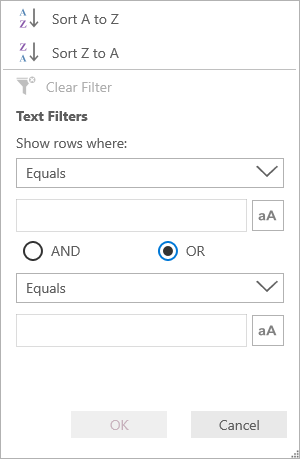 A
Z
Sort A to Z
A
Z
Sort Z to A
Clear Filter
Text Filters
Show rows where:
Equals
aA
AND OR
Equals
aA
OK Cancel